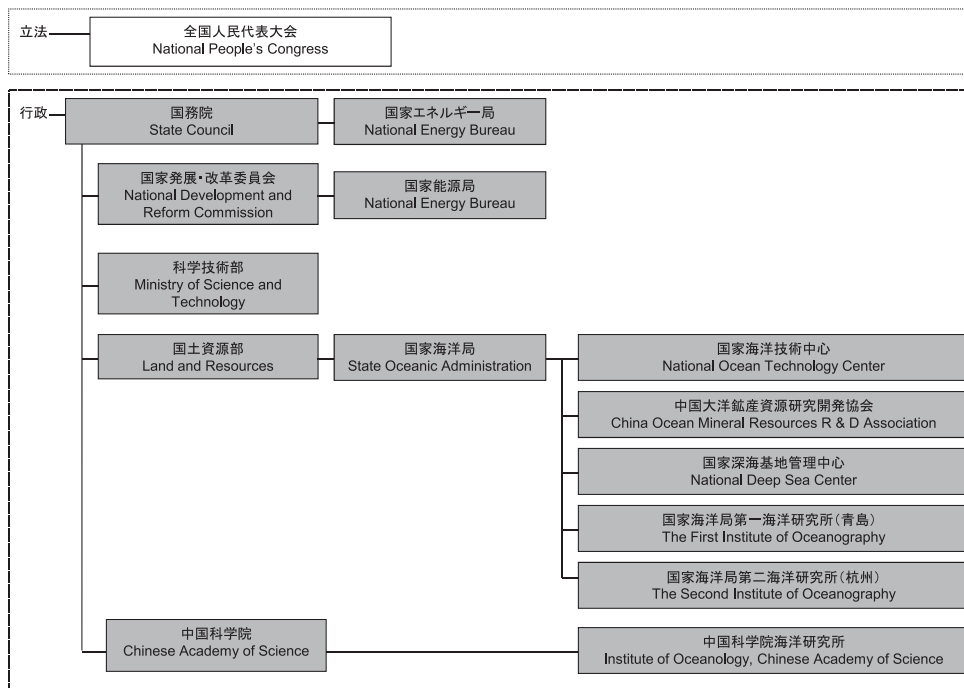 立法
全国人民代表大会
National People's Congress
行政
国務院
State Council
国家エネルギー局
National Energy Bureau
国家発展・改革委員会
National Development and
Reform Commission
国家能源局
National Energy Bureau
科学技術部
Ministry of Science and
Technology
国土資源部
Land and Resources
国家海洋局
State Oceanic Administration
国家海洋技術中心
National Ocean Technology Center
中国大洋鉱産資源研究開発協会
China Ocean Mineral Resources R & D Association
国家深海基地管理中心
National Deep Sea Center
国家海洋局第一海洋研究所(青島)
The First Institute of Oceanography
国家海洋局第二海洋研究所(杭州)
The Second Institute of Oceanography
中国科学院
Chinese Academy of Science
中国科学院海洋研究所
Institute of Oceanology, Chinese Academy of Science